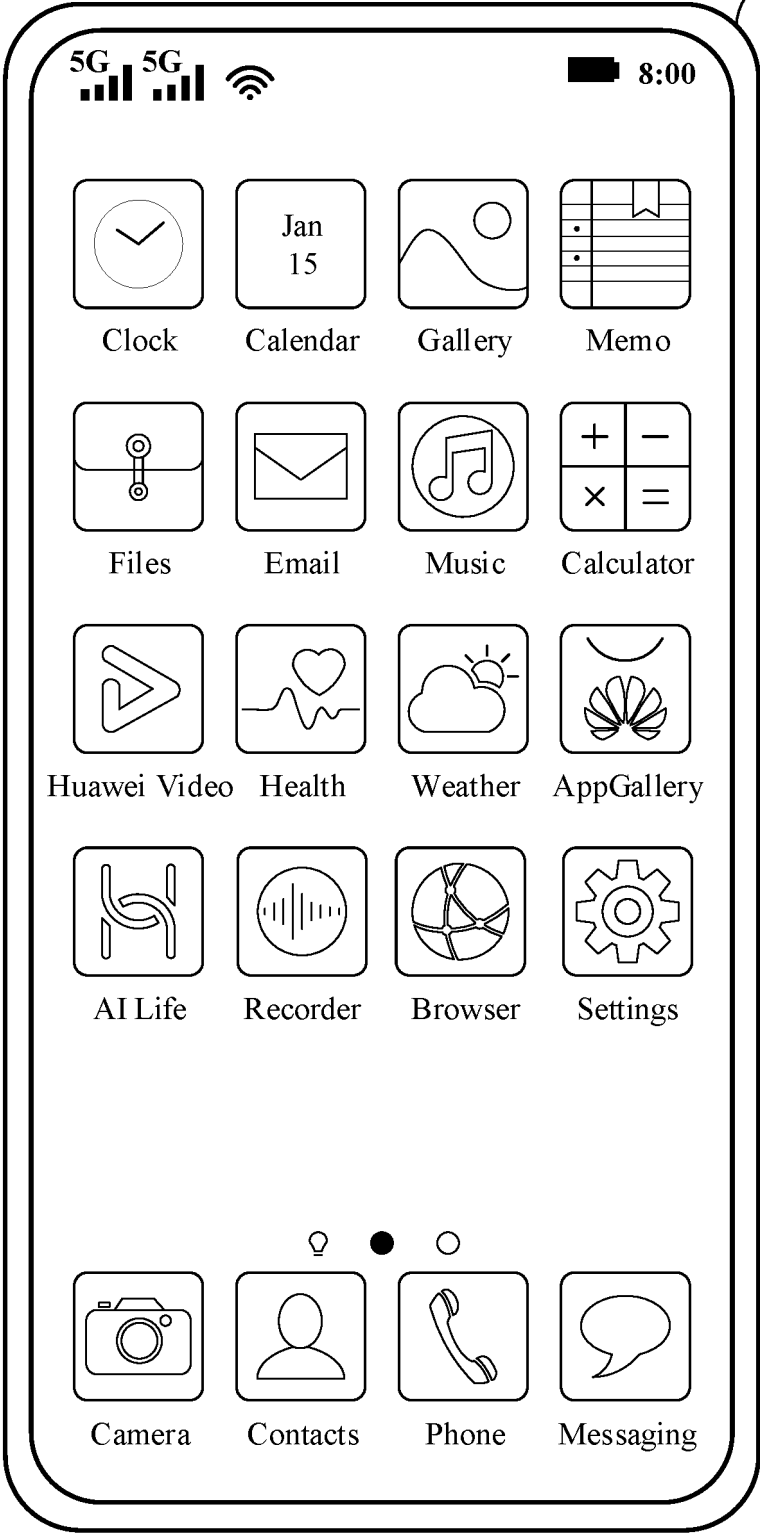 5G 5G 8:00
Jan
15
Clock Calendar Gallery Memo
Files Email Music Calculator
Huawei Video Health Weather AppGallery
AI Life Recorder Browser Settings
Camera Contacts Phone Messaging